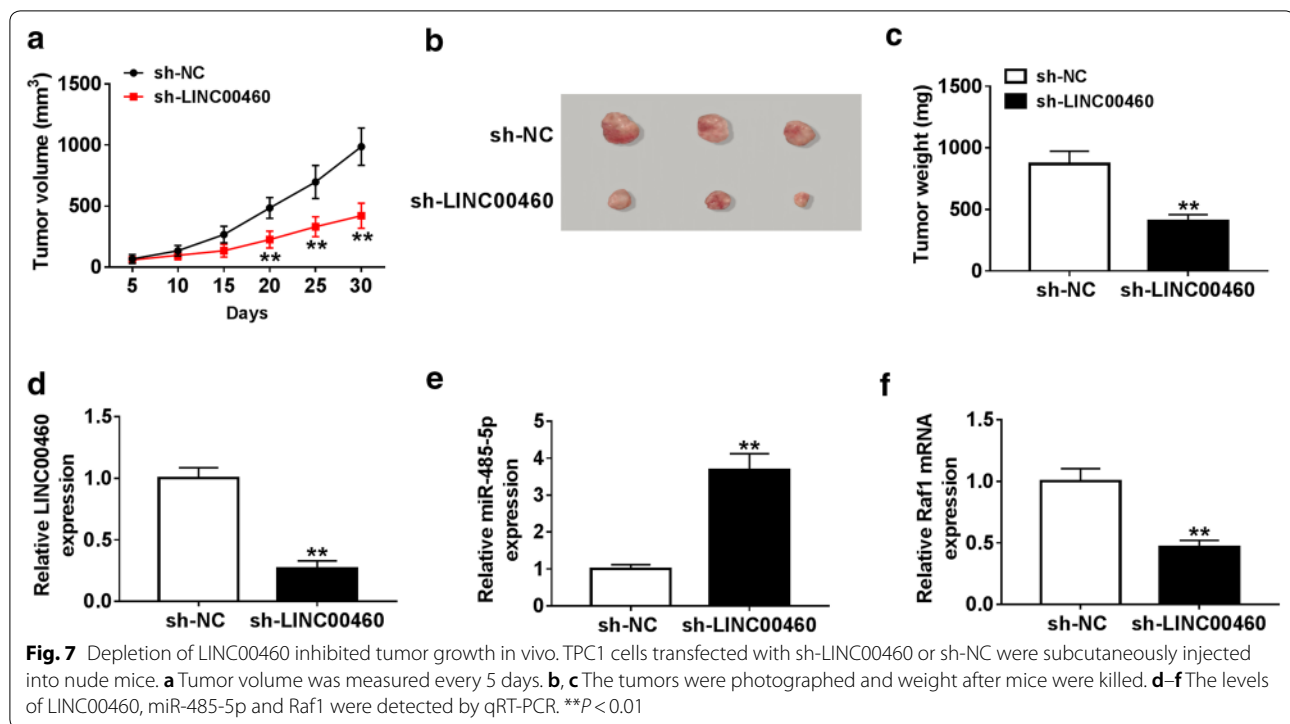 a
sh-NC
sh-LINC00460
Tumor volume (mm³)
1500
1000
500
0
5 10 15 20 25 30
** ** **
Days
b
sh-NC
sh-LINC00460
c
sh-NC
sh-LINC00460
Tumor weight (mg)
1500
1000
500
0
**
sh-NC sh-LINC00460
d
Relative LINC00460
expression
1.5
1.0
0.5
0.0
**
sh-NC sh-LINC00460
e
Relative miR-485-5p
expression
5
4
3
2
1
0
**
sh-NC sh-LINC00460
f
Relative Raf1 mRNA
expression
1.5
1.0
0.5
0.0
**
sh-NC sh-LINC00460
Fig. 7 Depletion of LINC00460 inhibited tumor growth in vivo. TPC1 cells transfected with sh-LINC00460 or sh-NC were subcutaneously injected
into nude mice. a Tumor volume was measured every 5 days. b, c The tumors were photographed and weight after mice were killed. d–f The levels
of LINC00460, miR-485-5p and Raf1 were detected by qRT-PCR. **P < 0.01